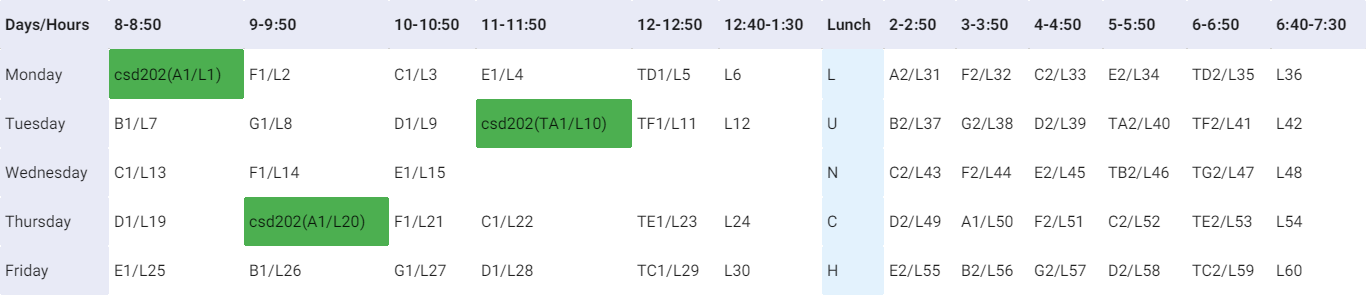 Days/Hours 8-8:50 9-9:50 10-10:50 11-11:50 12-12:50 12:40-1:30 Lunch 2-2:50 3-3:50 4-4:50 5-5:50 6-6:50 6:40-7:30
Monday csd202(A1/L1) F1/L2 C1/L3 E1/L4 TD1/L5 L6 L A2/L31 F2/L32 C2/L33 E2/L34 TD2/L35 L36
Tuesday B1/L7 G1/L8 D1/L9 csd202(TA1/L10) TF1/L11 L12 U B2/L37 G2/L38 D2/L39 TA2/L40 TF2/L41 L42
Wednesday C1/L13 F1/L14 E1/L15 N C2/L43 F2/L44 E2/L45 TB2/L46 TG2/L47 L48
Thursday D1/L19 csd202(A1/L20) F1/L21 C1/L22 TE1/L23 L24 C D2/L49 A1/L50 F2/L51 C2/L52 TE2/L53 L54
Friday E1/L25 B1/L26 G1/L27 D1/L28 TC1/L29 L30 H E2/L55 B2/L56 G2/L57 D2/L58 TC2/L59 L60